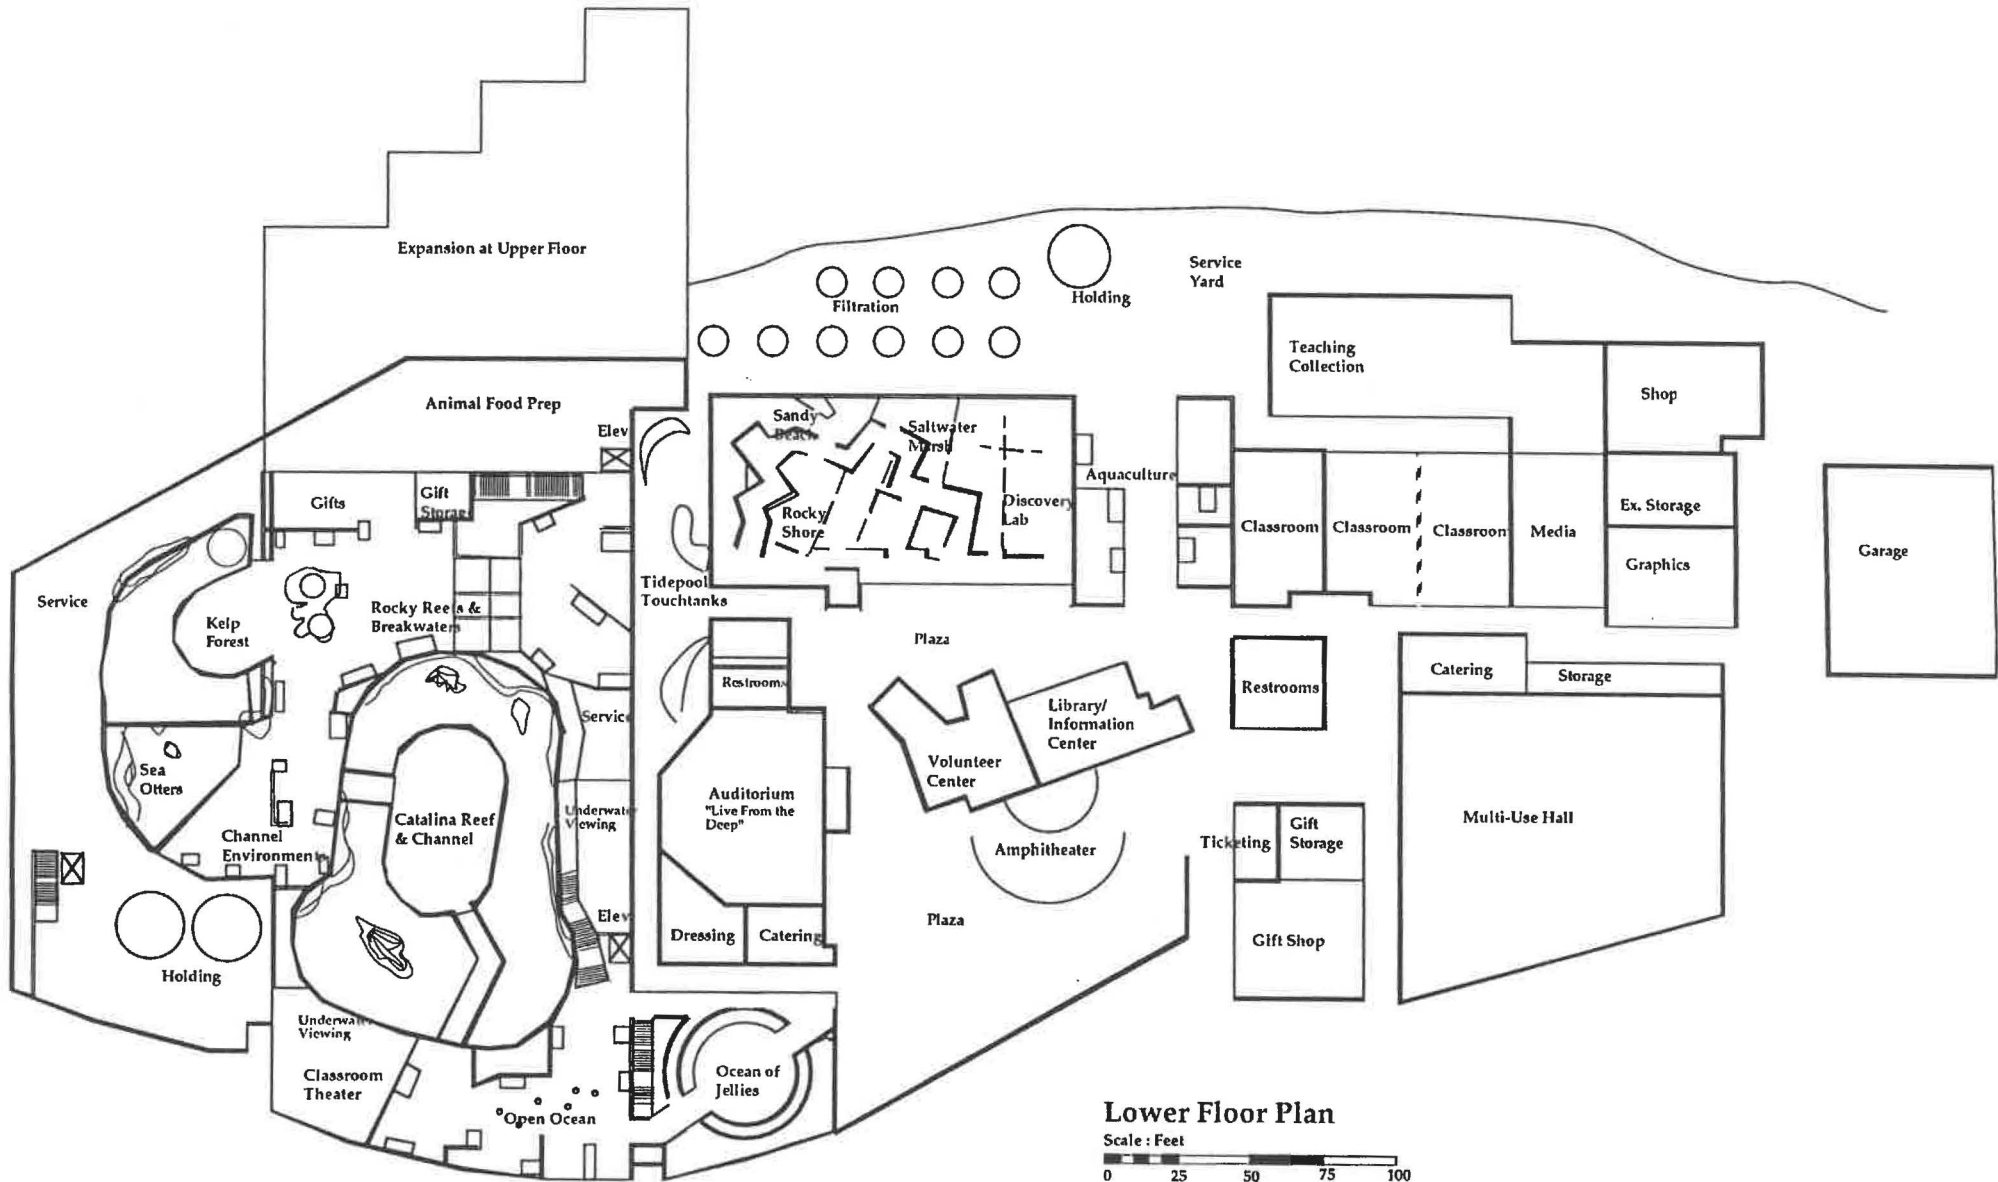 Expansion at Upper Floor
Service
Yard
Holding
Filtration
Teaching
Collection
Shop
Animal Food Prep
Elev
Sandy
Beach
Saltwater
Marsh
Aquaculture
Gifts
Gift
Storage
Rocky
Shore
Discovery
Lab
Classroom
Classroom
Classroom
Media
Ex. Storage
Graphics
Garage
Service
Kelp
Forest
Rocky Reefs &
Breakwaters
Tidepool
Touchtanks
Plaza
Restrooms
Restrooms
Catering
Storage
Service
Library/
Information
Center
Volunteer
Center
Sea
Otters
Catalina Reef
& Channel
Underwater
Viewing
Auditorium
"Live From the
Deep"
Channel
Environments
Amphitheater
Ticketing
Gift
Storage
Multi-Use Hall
Elev
Dressing
Catering
Plaza
Gift Shop
Holding
Underwater
Viewing
Classroom
Theater
Open Ocean
Ocean of
Jellies
Lower Floor Plan
Scale : Feet
0 25 50 75 100